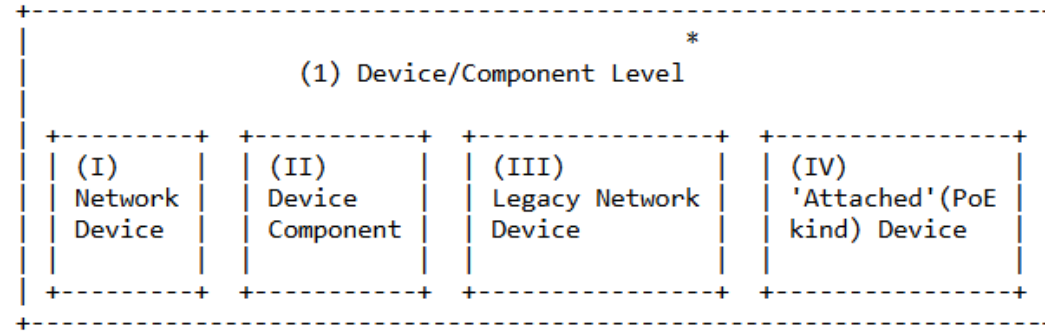 *
(1) Device/Component Level
(I) (II) (III) (IV)
Network Device Legacy Network 'Attached'(PoE
Device Component Device kind) Device